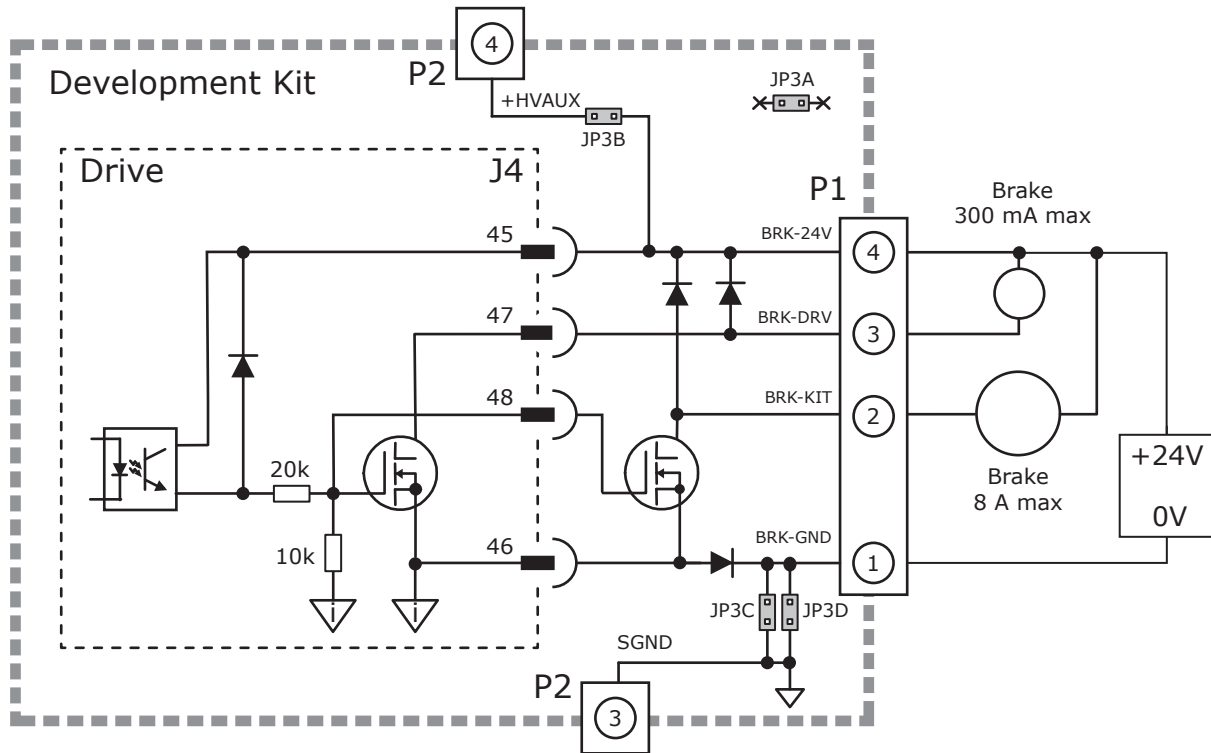 4
P2
Development Kit
JP3A
+HVAUX
JP3B
Drive
J4
P1
Brake
300 mA max
45
BRK-24V
4
47
BRK-DRV
3
48
BRK-KIT
2
20k
+24V
Brake
8 A max
0V
10k
46
BRK-GND
1
JP3C
JP3D
SGND
P2
3